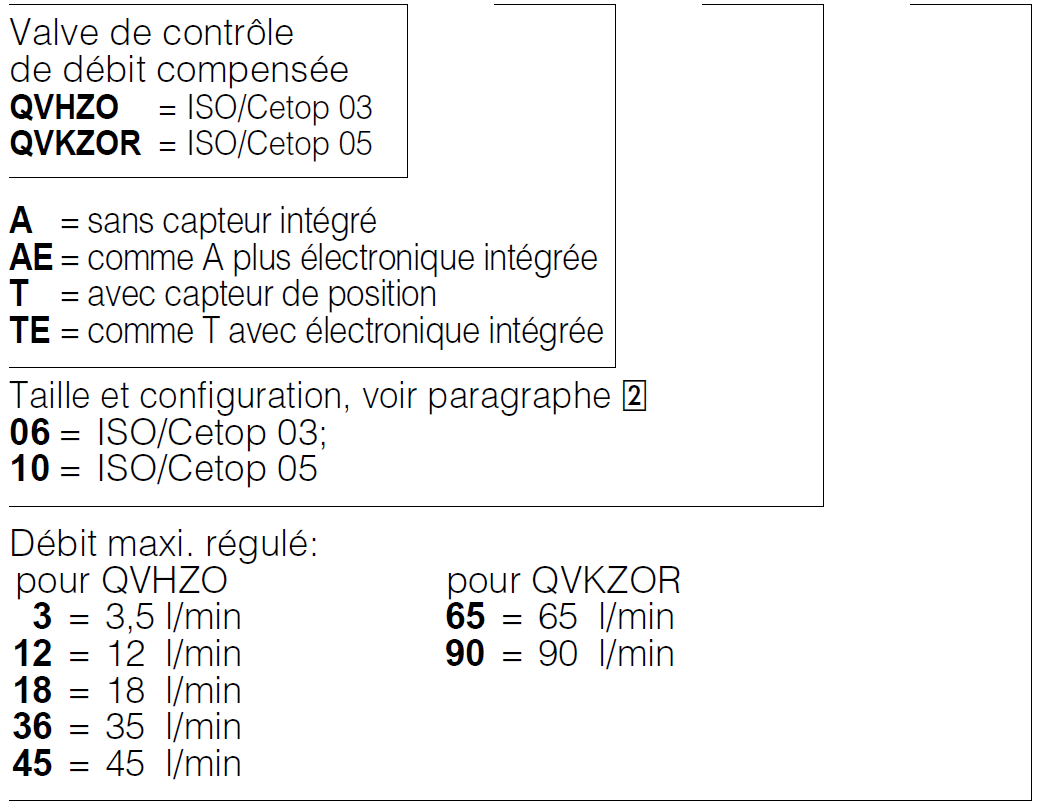 Valve de contrôle
de débit compensée
QVHZO = ISO/Cetop 03
QVKZOR = ISO/Cetop 05
A = sans capteur intégré
AE = comme A plus électronique intégrée
T = avec capteur de position
TE = comme T avec électronique intégrée
Taille et configuration, voir paragraphe 2
06 = ISO/Cetop 03;
10 = ISO/Cetop 05
Débit maxi. régulé:
pour QVHZO pour QVKZOR
3 = 3,5 l/min 65 = 65 l/min
12 = 12 l/min 90 = 90 l/min
18 = 18 l/min
36 = 35 l/min
45 = 45 l/min